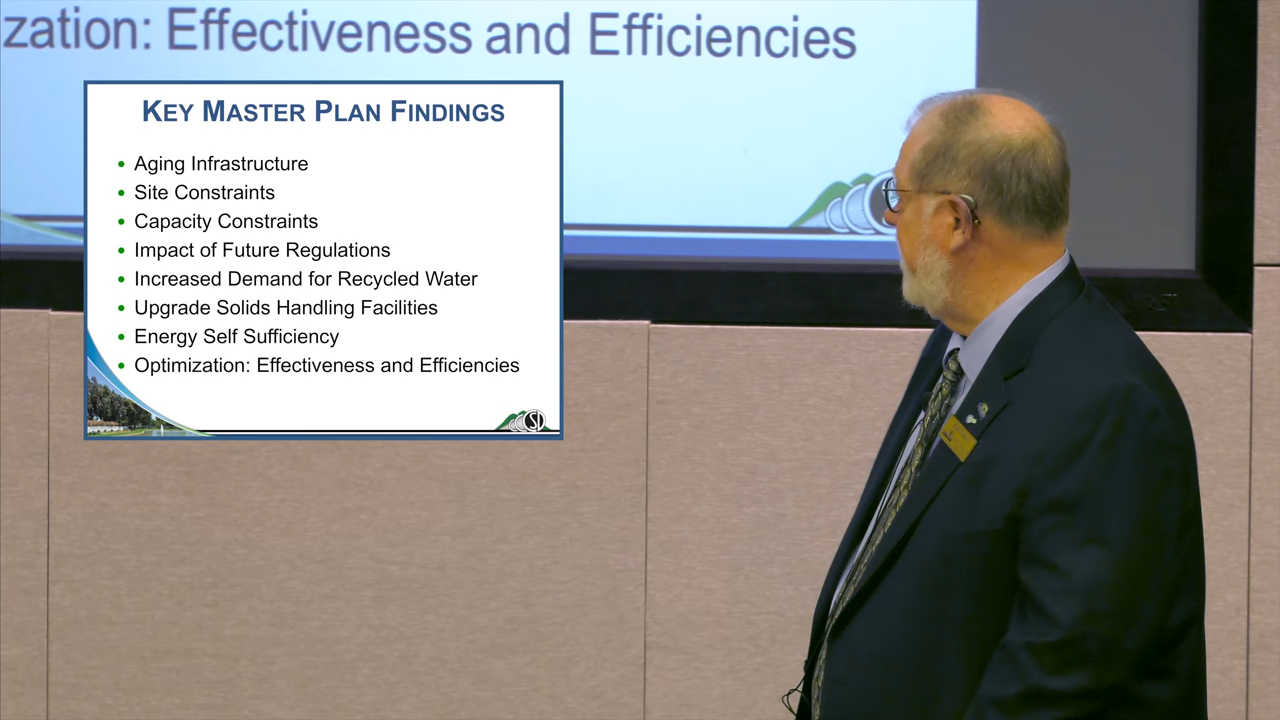 zation: Effectiveness and Efficiencies
KEY MASTER PLAN FINDINGS
• Aging Infrastructure
• Site Constraints
• Capacity Constraints
• Impact of Future Regulations
• Increased Demand for Recycled Water
• Upgrade Solids Handling Facilities
• Energy Self Sufficiency
• Optimization: Effectiveness and Efficiencies
SD